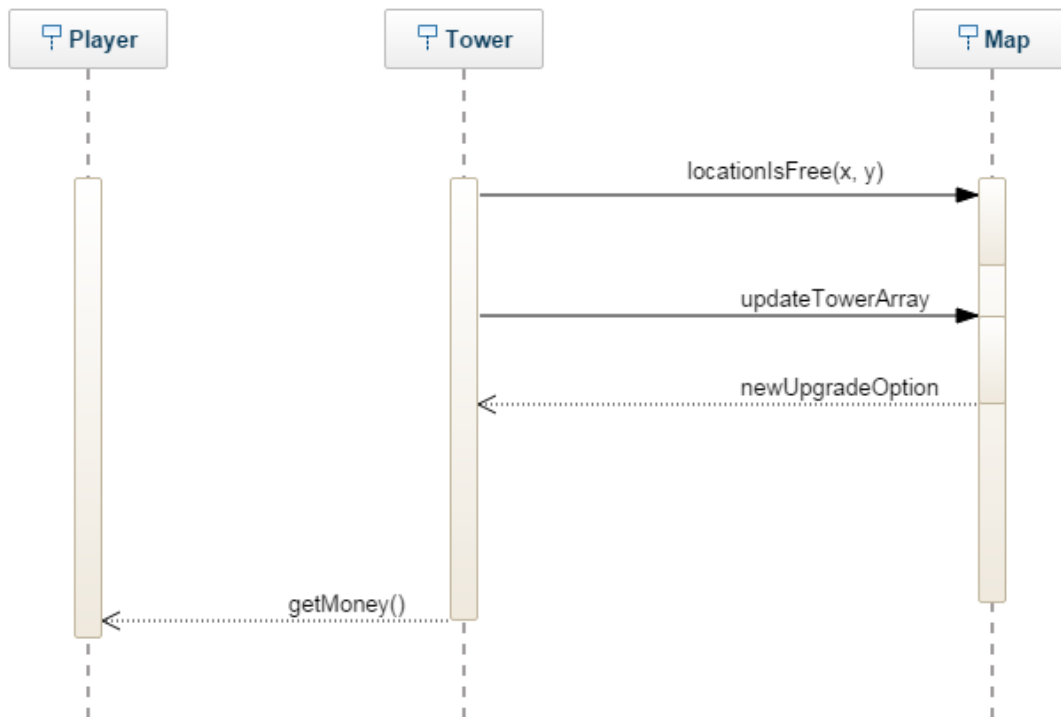 Player
Tower
Map
locationIsFree(x, y)
updateTowerArray
newUpgradeOption
getMoney()